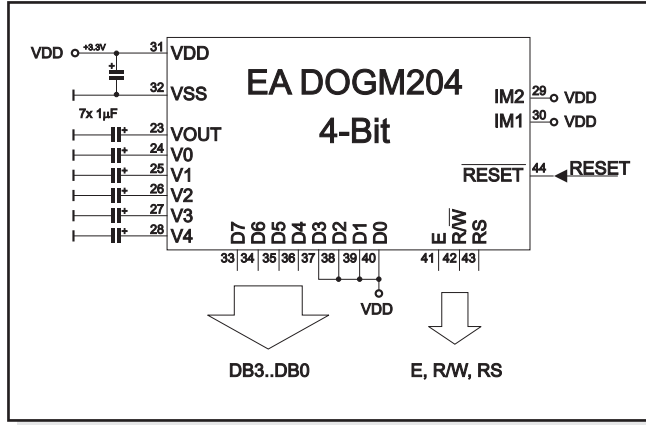 EA DOGM204
4-Bit
VDD +3.3V 31 VDD
32 VSS
7x 1µF
23 VOUT
24 V0
25 V1
26 V2
27 V3
28 V4
IM2 29 VDD
IM1 30 VDD
RESET 44 RESET
D7 D6 D5 D4 D3 D2 D1 D0 E R/W RS
33 34 35 36 37 38 39 40 41 42 43
VDD
DB3..DB0
E, R/W, RS